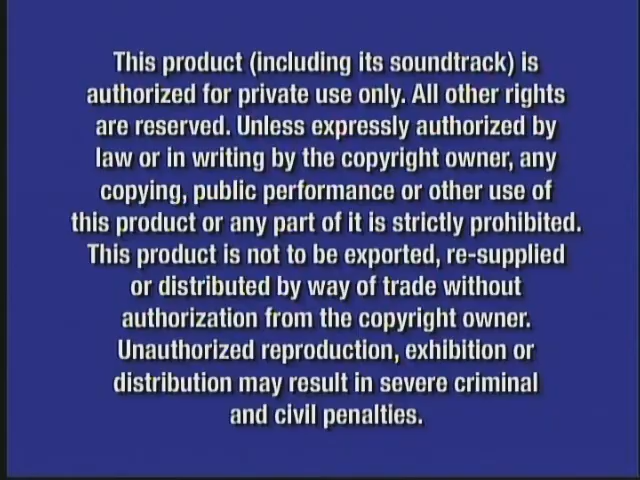 This product (including its soundtrack) is
authorized for private use only. All other rights
are reserved. Unless expressly authorized by
law or in writing by the copyright owner, any
copying, public performance or other use of
this product or any part of it is strictly prohibited.
This product is not to be exported, re-supplied
or distributed by way of trade without
authorization from the copyright owner.
Unauthorized reproduction, exhibition or
distribution may result in severe criminal
and civil penalties.